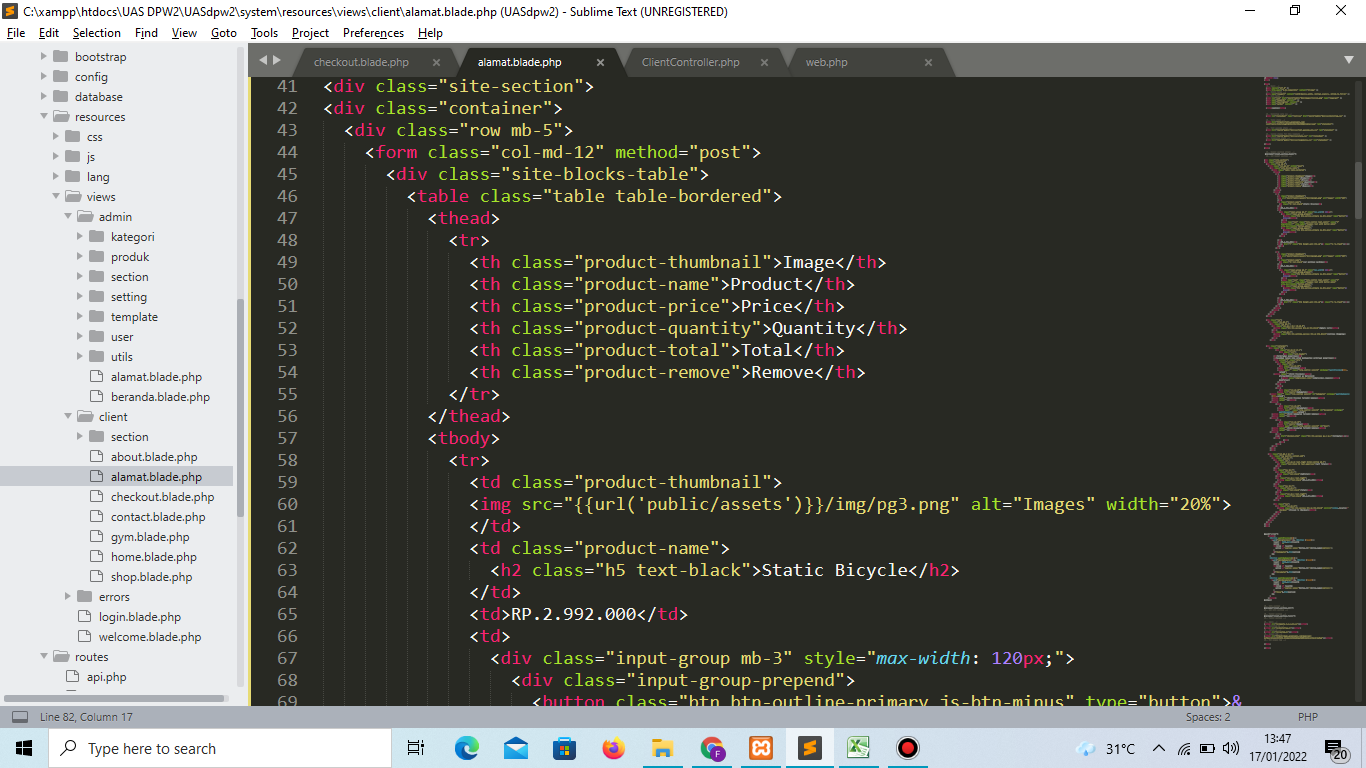 C:\xampp\htdocs\UAS DPW2\UASdpw2\system\resources\views\client\alamat.blade.php (UASdpw2) - Sublime Text (UNREGISTERED)
File Edit Selection Find View Goto Tools Project Preferences Help
bootstrap
config
database
resources
css
js
lang
views
admin
kategori
produk
section
setting
template
user
utils
alamat.blade.php
beranda.blade.php
client
section
about.blade.php
alamat.blade.php
checkout.blade.php
contact.blade.php
gym.blade.php
home.blade.php
shop.blade.php
errors
login.blade.php
welcome.blade.php
routes
api.php
checkout.blade.php × alamat.blade.php × ClientController.php × web.php ×
41 <div class="site-section">
42 <div class="container">
43 <div class="row mb-5">
44 <form class="col-md-12" method="post">
45 <div class="site-blocks-table">
46 <table class="table table-bordered">
47 <thead>
48 <tr>
49 <th class="product-thumbnail">Image</th>
50 <th class="product-name">Product</th>
51 <th class="product-price">Price</th>
52 <th class="product-quantity">Quantity</th>
53 <th class="product-total">Total</th>
54 <th class="product-remove">Remove</th>
55 </tr>
56 </thead>
57 <tbody>
58 <tr>
59 <td class="product-thumbnail">
60 <img src="{{url('public/assets')}}/img/pg3.png" alt="Images" width="20%">
61 </td>
62 <td class="product-name">
63 <h2 class="h5 text-black">Static Bicycle</h2>
64 </td>
65 <td>RP.2.992.000</td>
66 <td>
67 <div class="input-group mb-3" style="max-width: 120px;">
68 <div class="input-group-prepend">
69 <button class="btn btn-outline-primary js-btn-minus" type="button">&
Line 82, Column 17
Spaces: 2 PHP
Type here to search
F
31°C
13:47
17/01/2022
20